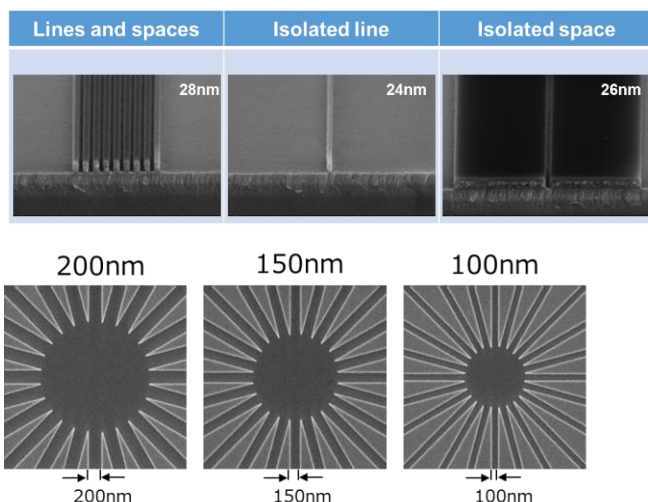 Lines and spaces
Isolated line
Isolated space
28nm
24nm
26nm
200nm
150nm
100nm
200nm
150nm
100nm